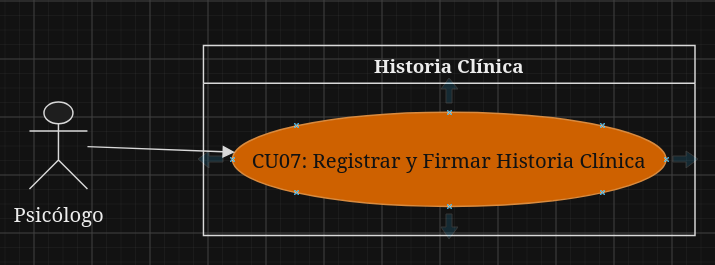 Historia Clínica
CU07: Registrar y Firmar Historia Clínica
Psicólogo